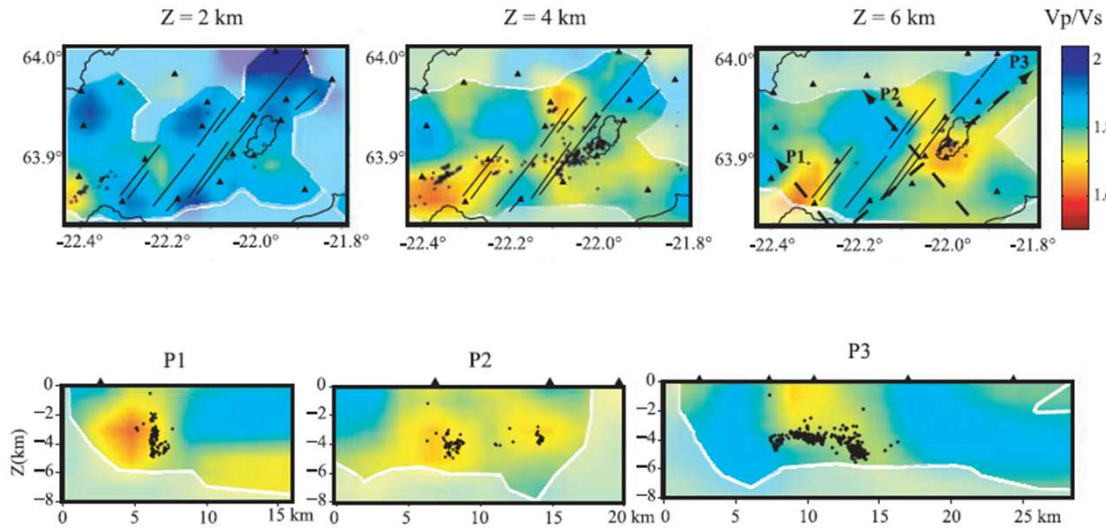 Z = 2 km Z = 4 km Z = 6 km Vp/Vs
64.0° 64.0° 64.0° P3 2
P2
63.9° 63.9° 63.9° P1
-22.4° -22.2° -22.0° -21.8° -22.4° -22.2° -22.0° -21.8° -22.4° -22.2° -22.0° -21.8°
P1 P2 P3
Z(km)
0 0 0
−2 −2 −2
−4 −4 −4
−6 −6 −6
−8 −8 −8
0 5 10 15 km 0 5 10 15 20 km 0 5 10 15 20 25 km